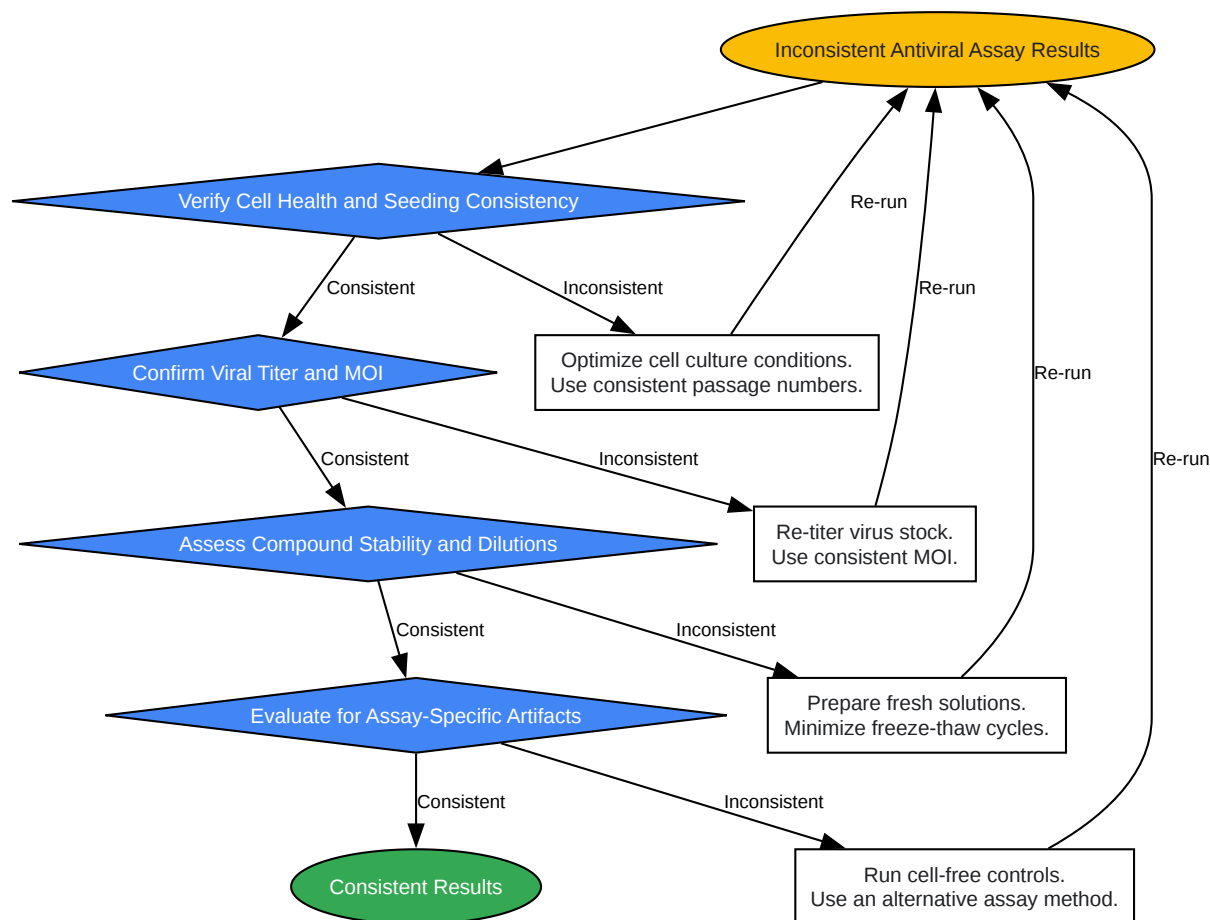 Inconsistent Antiviral Assay Results
Verify Cell Health and Seeding Consistency
Re-run
Consistent
Inconsistent
Re-run
Optimize cell culture conditions.
Use consistent passage numbers.
Confirm Viral Titer and MOI
Re-run
Consistent
Inconsistent
Re-run
Re-titer virus stock.
Use consistent MOI.
Assess Compound Stability and Dilutions
Consistent
Inconsistent
Prepare fresh solutions.
Minimize freeze-thaw cycles.
Evaluate for Assay-Specific Artifacts
Consistent
Inconsistent
Run cell-free controls.
Use an alternative assay method.
Consistent Results